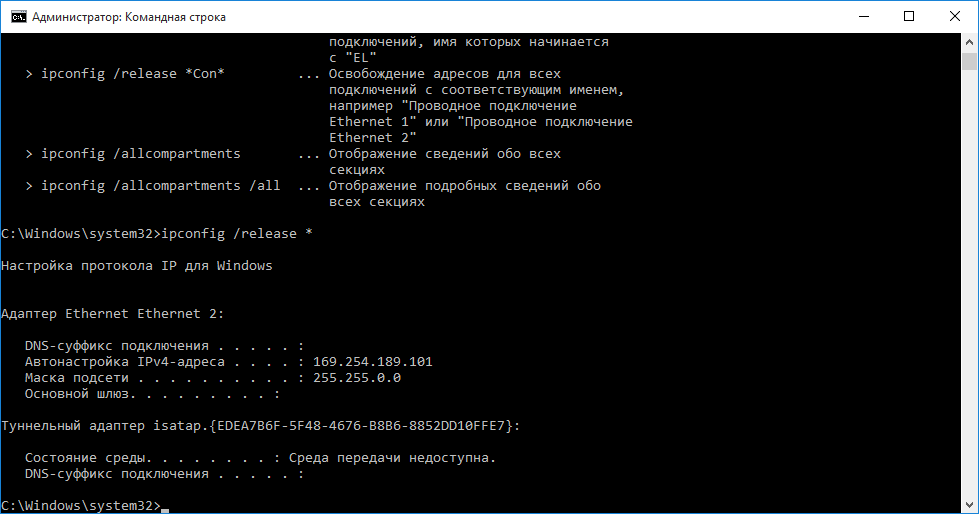 Администратор: Командная строка
подключений, имя которых начинается
с "EL"
> ipconfig /release *Con* ... Освобождение адресов для всех
подключений с соответствующим именем,
например "Проводное подключение
Ethernet 1" или "Проводное подключение
Ethernet 2"
> ipconfig /allcompartments ... Отображение сведений обо всех
секциях
> ipconfig /allcompartments /all ... Отображение подробных сведений обо
всех секциях
C:\Windows\system32>ipconfig /release *
Настройка протокола IP для Windows
Адаптер Ethernet Ethernet 2:
DNS-суффикс подключения . . . . . :
Автонастройка IPv4-адреса . . . . : 169.254.189.101
Маска подсети . . . . . . . . . . : 255.255.0.0
Основной шлюз. . . . . . . . . :
Туннельный адаптер isatap.{EDEA7B6F-5F48-4676-B8B6-8852DD10FFE7}:
Состояние среды. . . . . . . . : Среда передачи недоступна.
DNS-суффикс подключения . . . . . :
C:\Windows\system32>